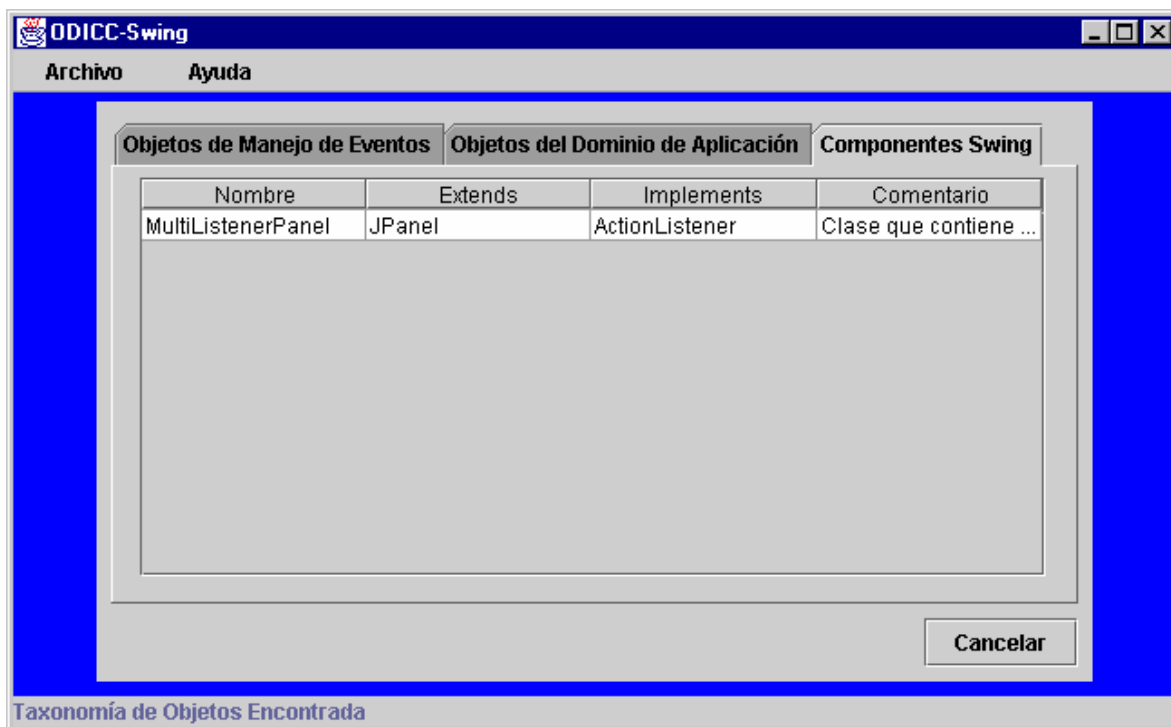 ODICC-Swing
Archivo Ayuda
Objetos de Manejo de Eventos Objetos del Dominio de Aplicación Componentes Swing
Nombre Extends Implements Comentario
MultiListenerPanel JPanel ActionListener Clase que contiene ...
Cancelar
Taxonomía de Objetos Encontrada